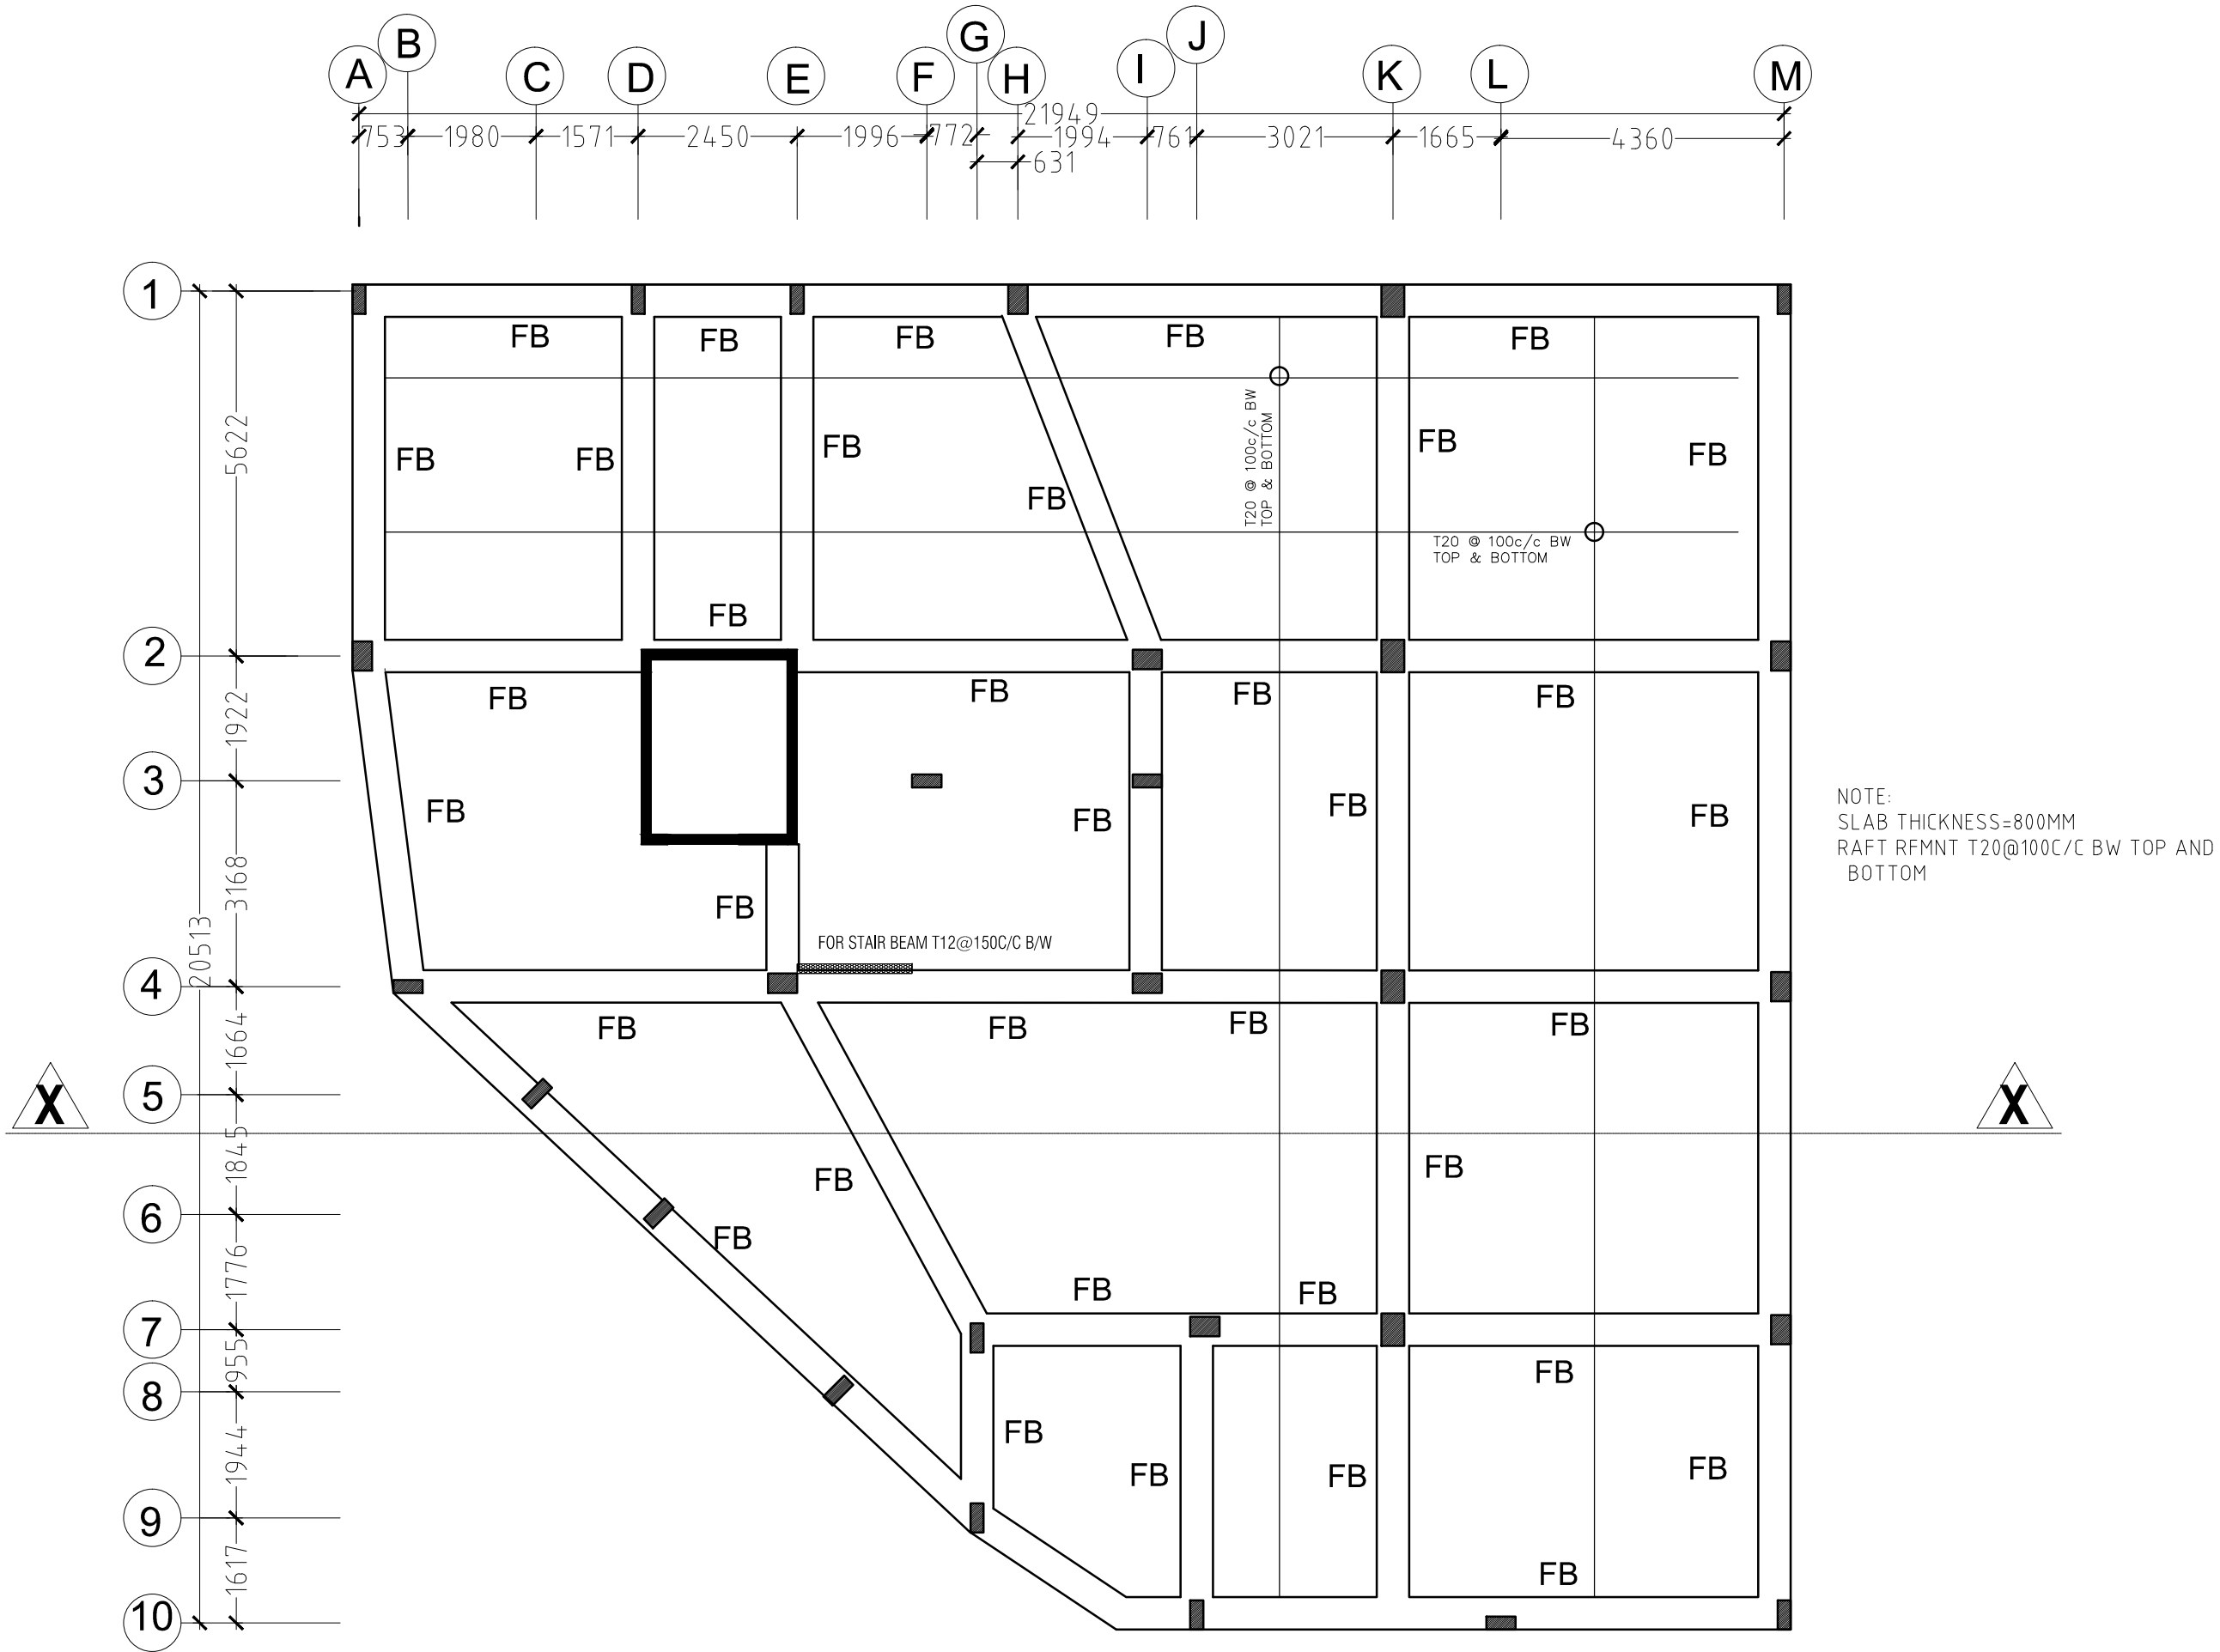 G
B
J
A
C
D
E
F
H
I
K
L
M
21949
753
1980
1571
2450
1996
772
1994
761
3021
1665
4360
631
1
2
3
4
5
6
7
8
9
10
5622
1922
3168
20513
1664
1845
1776
955
1944
1617
FB
FB
FB
FB
FB
FB
FB
FB
FB
FB
FB
FB
T20 @ 100c/c BW
TOP & BOTTOM
T20 @ 100c/c BW
TOP & BOTTOM
FB
FB
FB
FB
FB
FB
FB
FB
FB
FB
FOR STAIR BEAM T12@150C/C B/W
NOTE:
SLAB THICKNESS=800MM
RAFT RFMNT T20@100C/C BW TOP AND
BOTTOM
FB
FB
FB
FB
X
X
FB
FB
FB
FB
FB
FB
FB
FB
FB
FB
FB